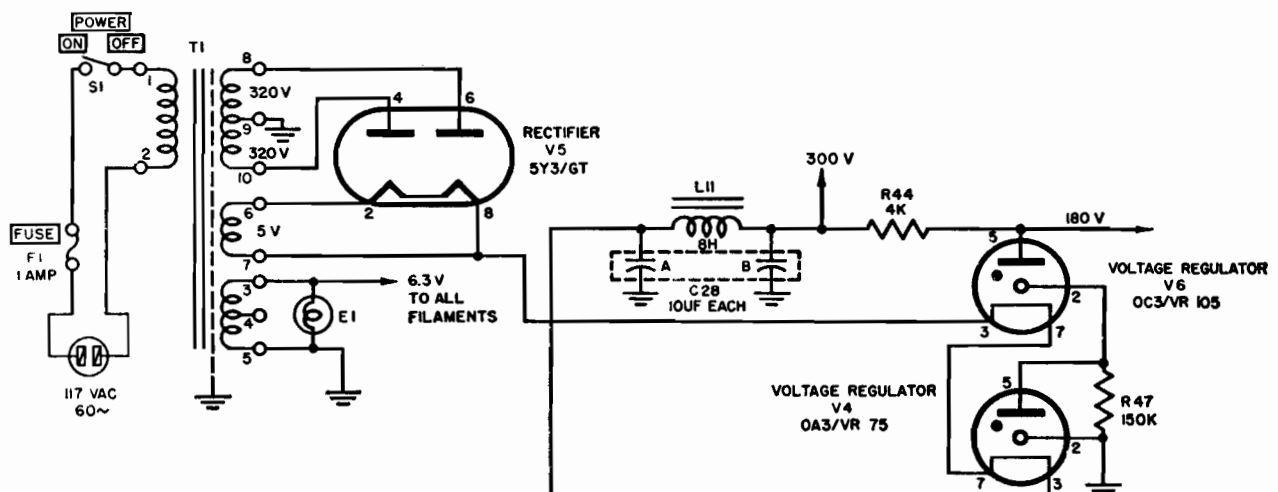 POWER
ON OFF
S1
T1
1
2
FUSE
F1
1 AMP
117 VAC
60~
8
320 V
9
320 V
10
6
5 V
7
3
4
5
E1
6.3 V
TO ALL
FILAMENTS
4
6
2
8
RECTIFIER
V5
5Y3/GT
L11
8H
A
B
C28
10UF EACH
300 V
R44
4K
180 V
5
2
3
7
VOLTAGE REGULATOR
V6
OC3/VR 105
VOLTAGE REGULATOR
V4
OA3/VR 75
5
2
7
3
R47
150K